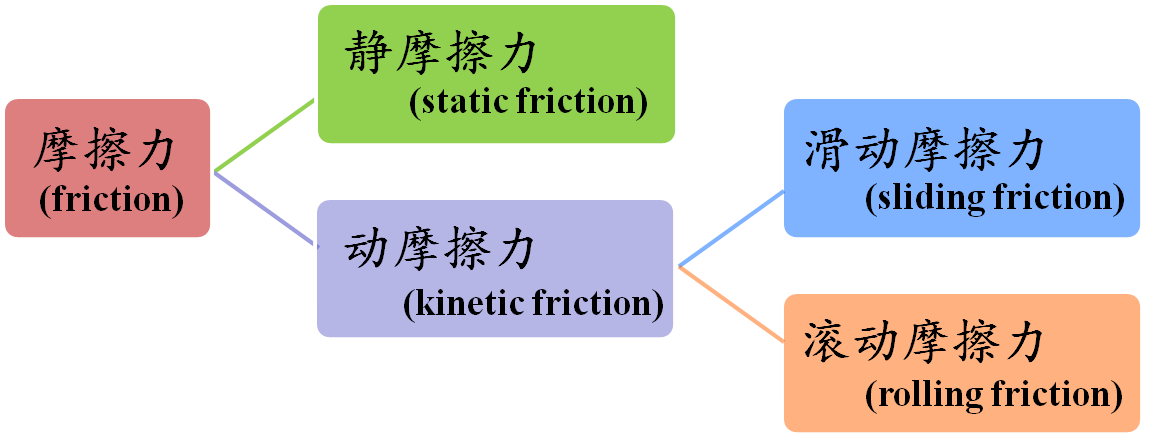 摩擦力
(friction)
静摩擦力
(static friction)
动摩擦力
(kinetic friction)
滑动摩擦力
(sliding friction)
滚动摩擦力
(rolling friction)